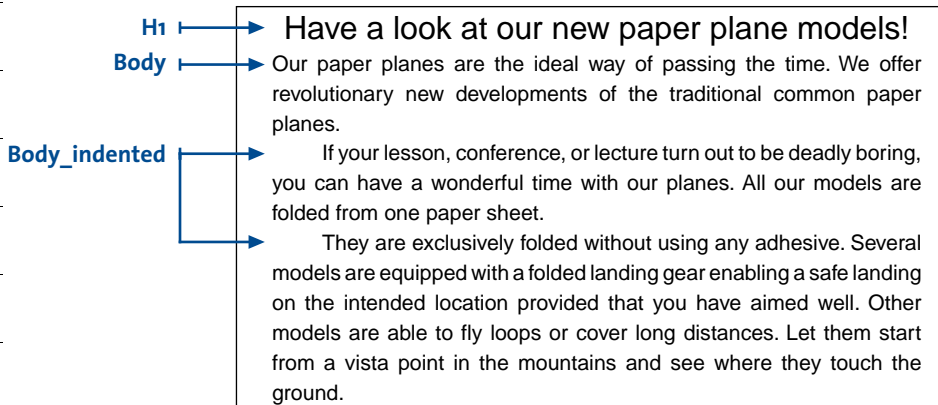 H1 Have a look at our new paper plane models!
Body Our paper planes are the ideal way of passing the time. We offer
revolutionary new developments of the traditional common paper
planes.
Body_indented If your lesson, conference, or lecture turn out to be deadly boring,
you can have a wonderful time with our planes. All our models are
folded from one paper sheet.
They are exclusively folded without using any adhesive. Several
models are equipped with a folded landing gear enabling a safe landing
on the intended location provided that you have aimed well. Other
models are able to fly loops or cover long distances. Let them start
from a vista point in the mountains and see where they touch the
ground.